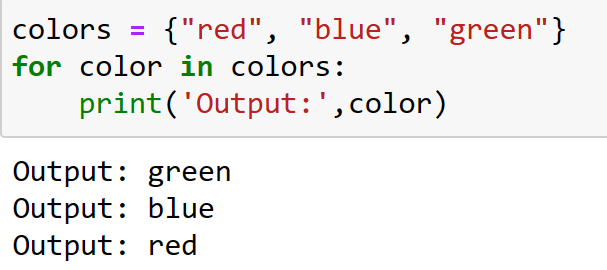 colors = {"red", "blue", "green"}
for color in colors:
    print('Output:',color)
Output: green
Output: blue
Output: red